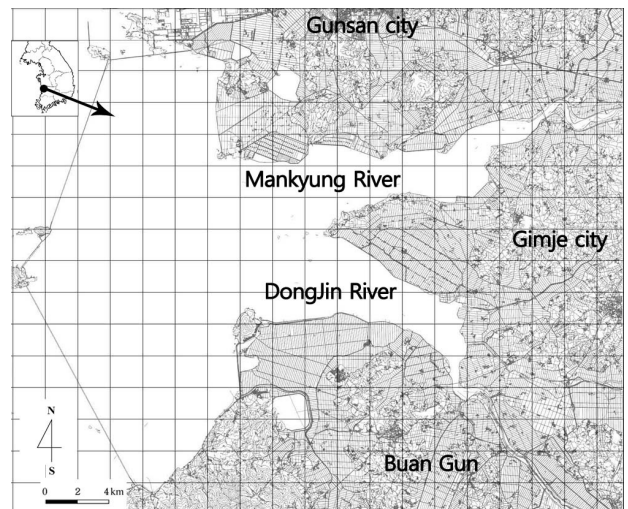 Gunsan city
Mankyung River
Gimje city
DongJin River
Buan Gun
N
S
0 2 4 km